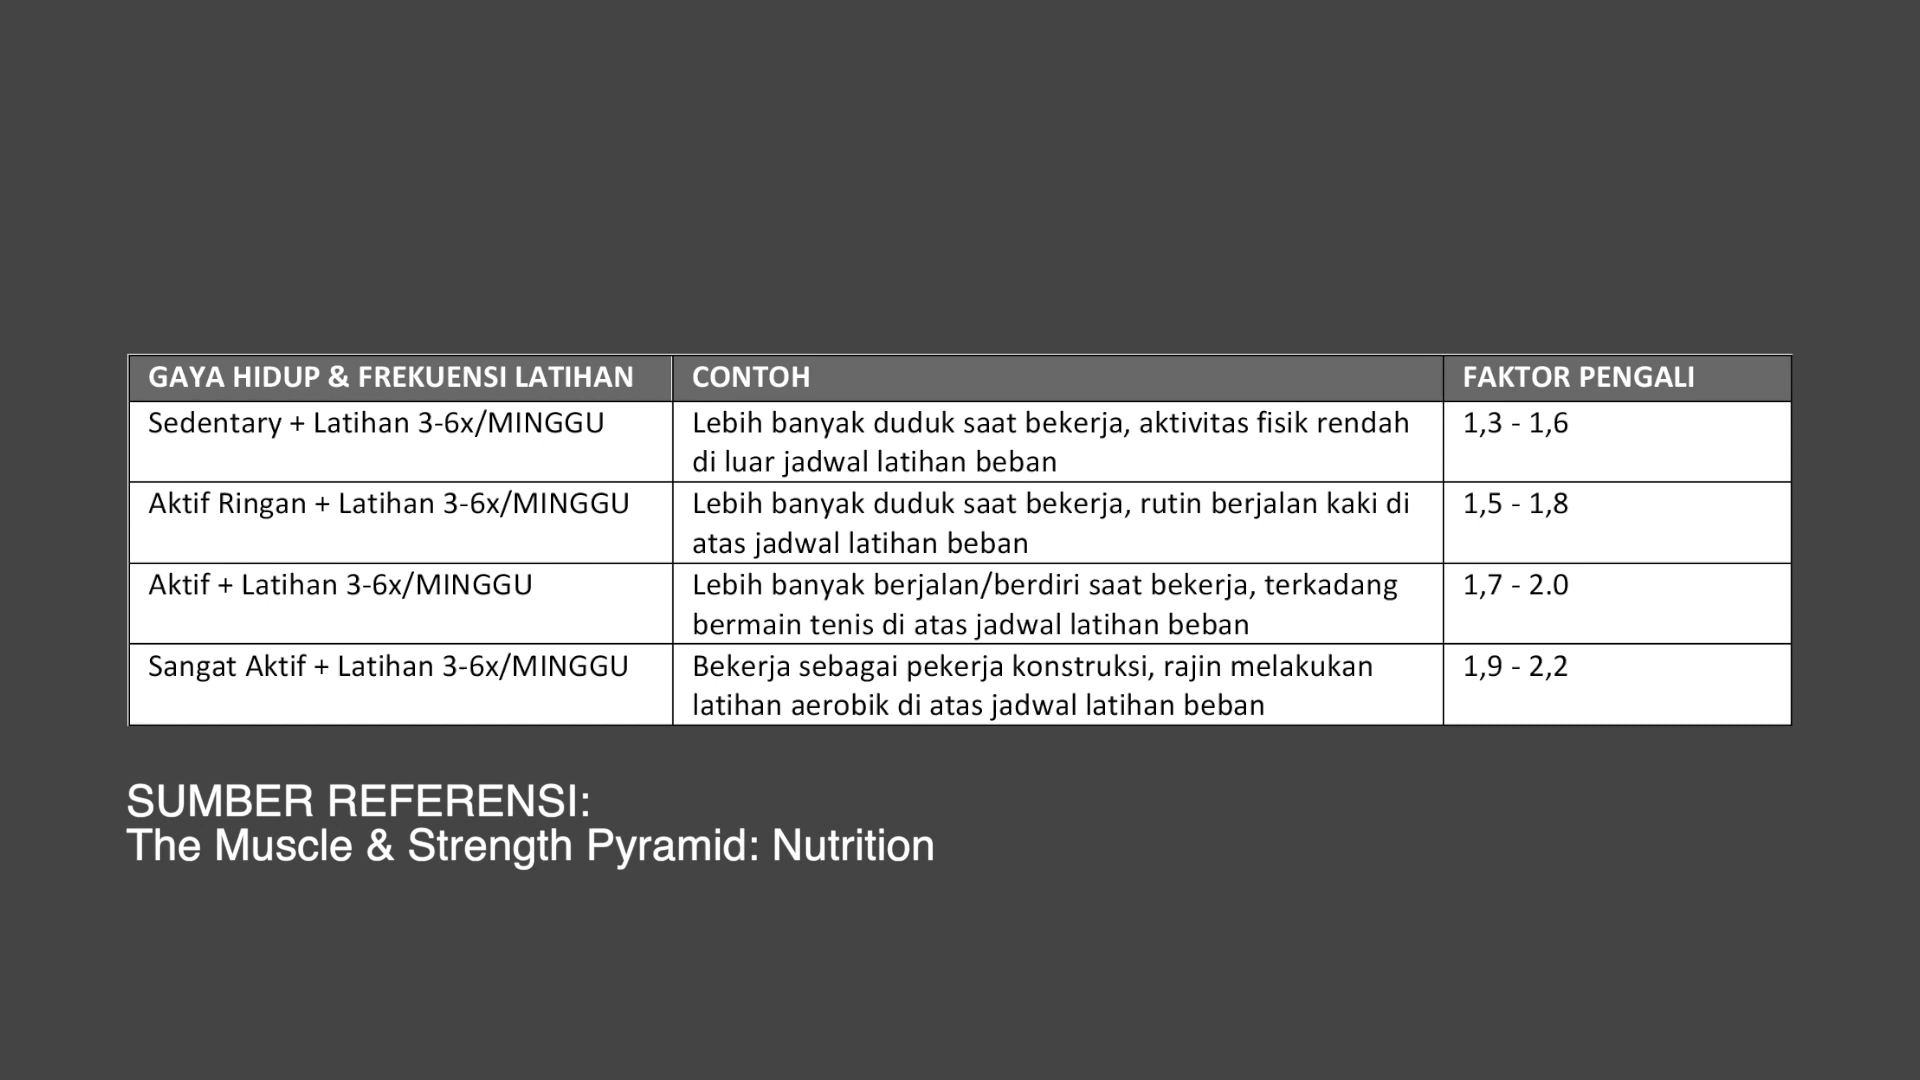 GAYA HIDUP & FREKUENSI LATIHAN CONTOH FAKTOR PENGALI
Sedentary + Latihan 3-6x/MINGGU Lebih banyak duduk saat bekerja, aktivitas fisik rendah 1,3 - 1,6
di luar jadwal latihan beban
Aktif Ringan + Latihan 3-6x/MINGGU Lebih banyak duduk saat bekerja, rutin berjalan kaki di 1,5 - 1,8
atas jadwal latihan beban
Aktif + Latihan 3-6x/MINGGU Lebih banyak berjalan/berdiri saat bekerja, terkadang 1,7 - 2.0
bermain tenis di atas jadwal latihan beban
Sangat Aktif + Latihan 3-6x/MINGGU Bekerja sebagai pekerja konstruksi, rajin melakukan 1,9 - 2,2
latihan aerobik di atas jadwal latihan beban
SUMBER REFERENSI:
The Muscle & Strength Pyramid: Nutrition